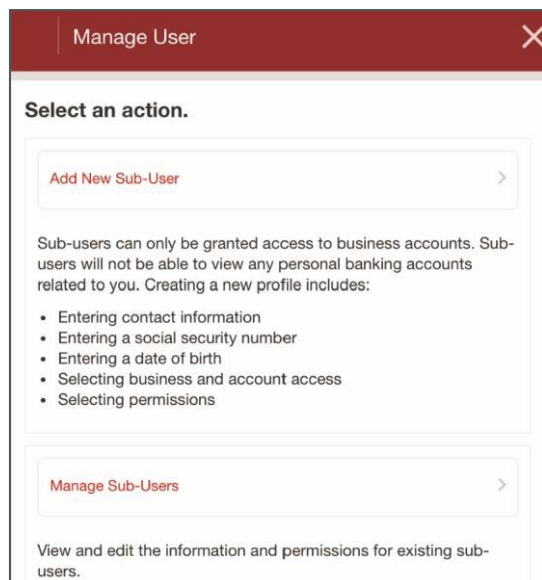 Manage User
Select an action.
Add New Sub-User
Sub-users can only be granted access to business accounts. Sub-
users will not be able to view any personal banking accounts
related to you. Creating a new profile includes:
• Entering contact information
• Entering a social security number
• Entering a date of birth
• Selecting business and account access
• Selecting permissions
Manage Sub-Users
View and edit the information and permissions for existing sub-
users.